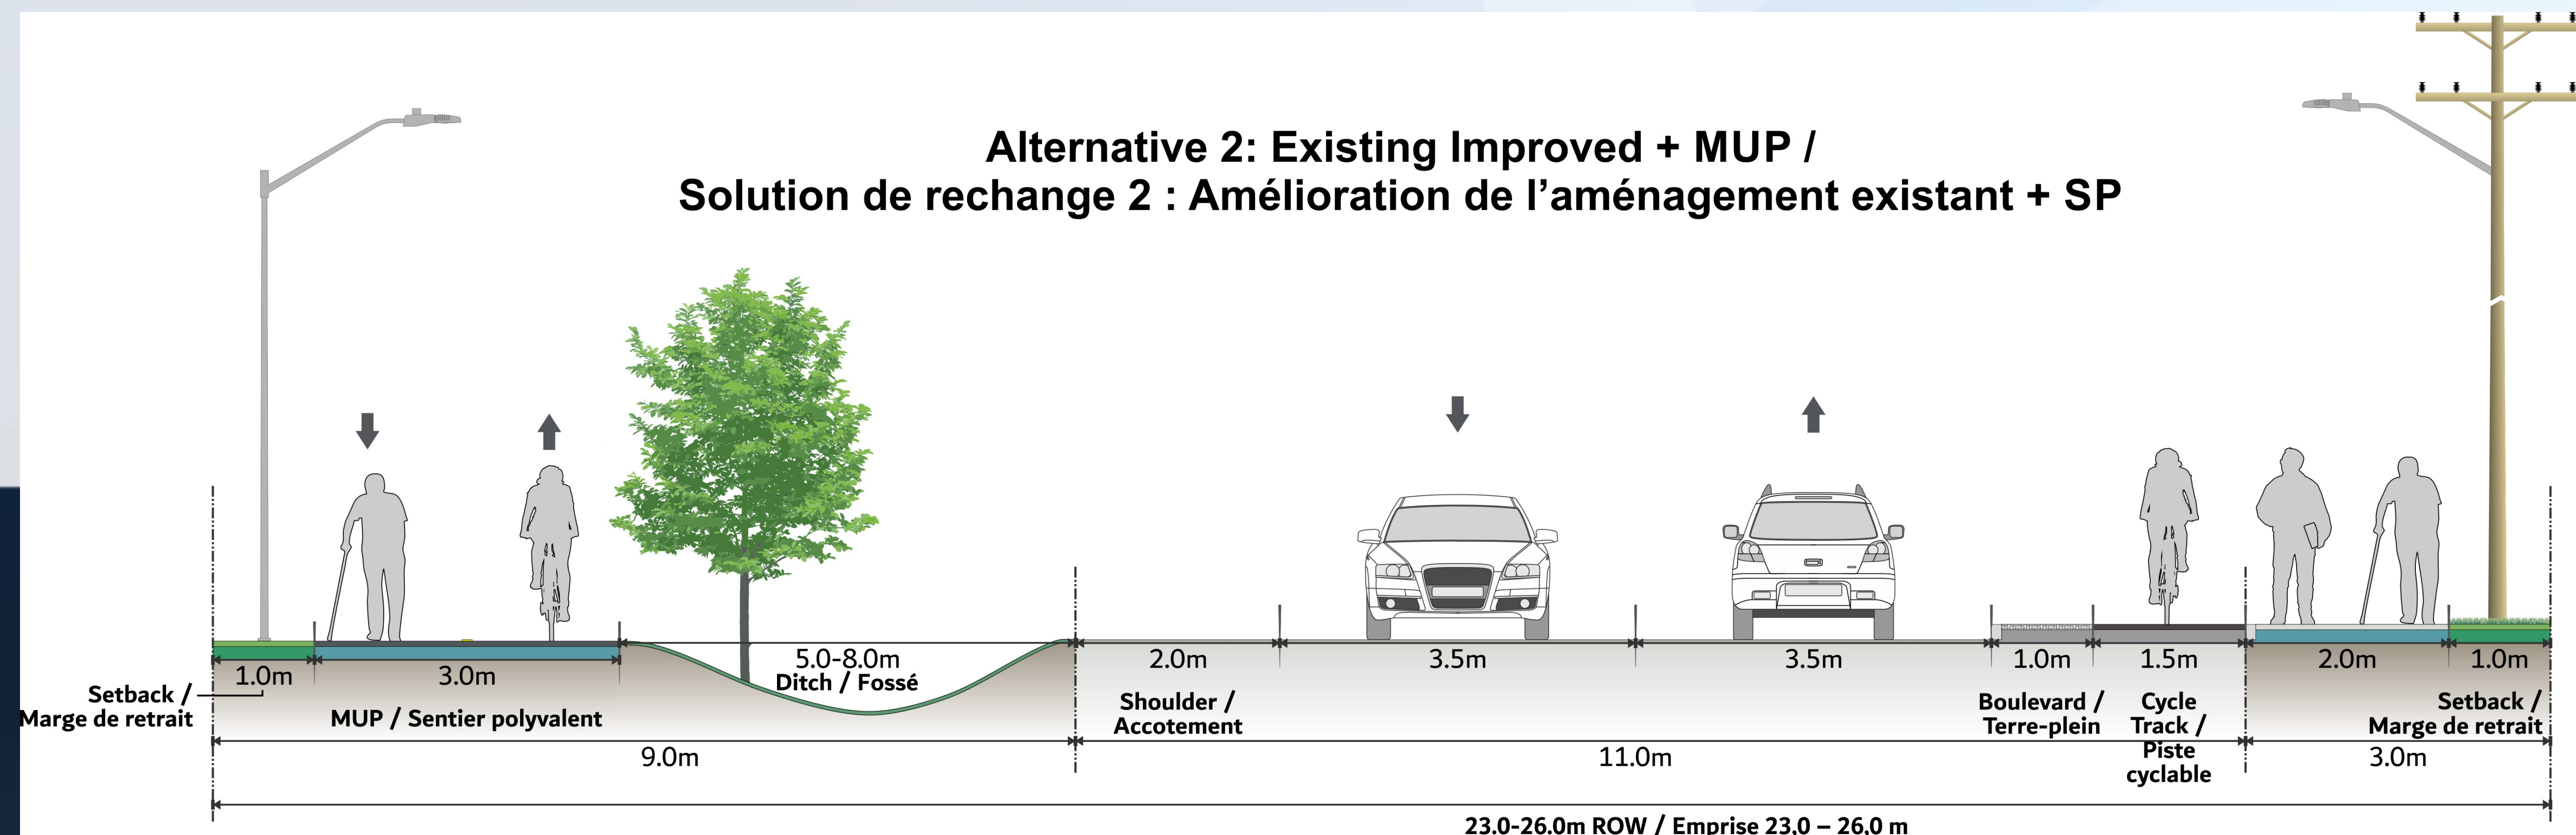 Alternative 2: Existing Improved + MUP /
Solution de rechange 2 : Amélioration de l’aménagement existant + SP
1.0m
3.0m
5.0-8.0m
Ditch / Fossé
2.0m
3.5m
3.5m
1.0m
1.5m
2.0m
1.0m
Setback /
Marge de retrait
MUP / Sentier polyvalent
Shoulder /
Accotement
Boulevard /
Terre-plein
Cycle
Track /
Piste
cyclable
Setback /
Marge de retrait
9.0m
11.0m
3.0m
23.0-26.0m ROW / Emprise 23,0 – 26,0 m